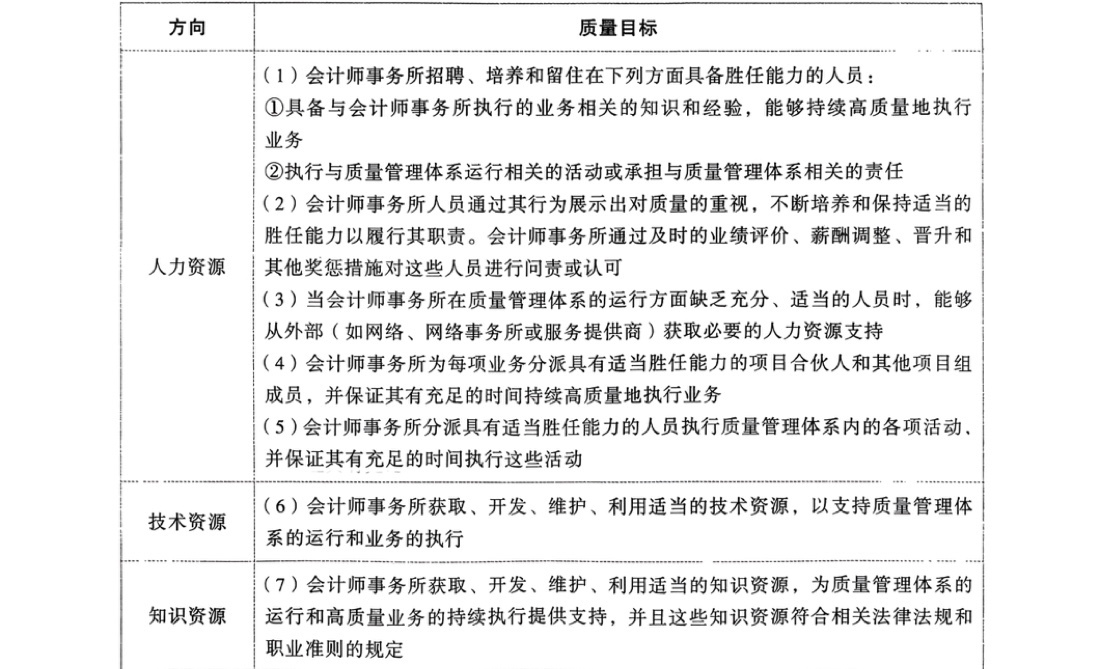 方向 质量目标
(1)会计师事务所招聘、培养和留住在下列方面具备胜任能力的人员:
①具备与会计师事务所执行的业务相关的知识和经验,能够持续高质量地执行
业务
②执行与质量管理体系运行相关的活动或承担与质量管理体系相关的责任
(2)会计师事务所人员通过其行为展示出对质量的重视,不断培养和保持适当的
胜任能力以履行其职责。会计师事务所通过及时的业绩评价、薪酬调整、晋升和
人力资源 其他奖惩措施对这些人员进行问责或认可
(3)当会计师事务所在质量管理体系的运行方面缺乏充分、适当的人员时,能够
从外部(如网络、网络事务所或服务提供商)获取必要的人力资源支持
(4)会计师事务所为每项业务分派具有适当胜任能力的项目合伙人和其他项目组
成员,并保证其有充足的时间持续高质量地执行业务
(5)会计师事务所分派具有适当胜任能力的人员执行质量管理体系内的各项活动,
并保证其有充足的时间执行这些活动
技术资源
(6)会计师事务所获取、开发、维护、利用适当的技术资源,以支持质量管理体
系的运行和业务的执行
(7)会计师事务所获取、开发、维护、利用适当的知识资源,为质量管理体系的
知识资源 运行和高质量业务的持续执行提供支持,并且这些知识资源符合相关法律法规和
职业准则的规定